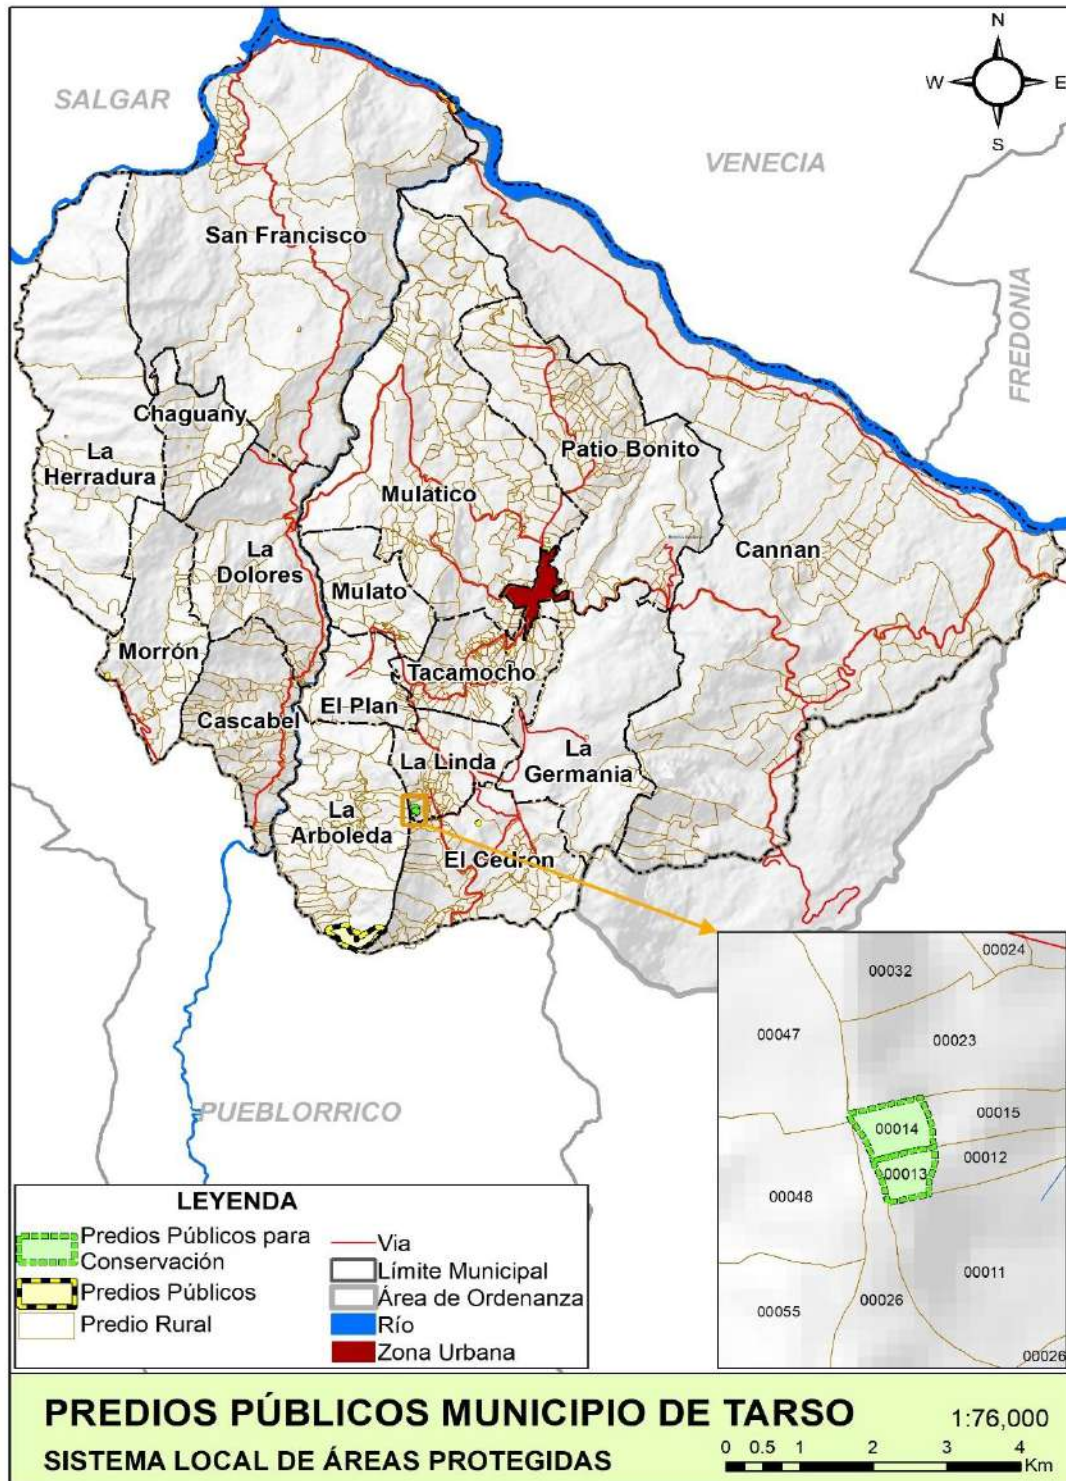 N
W
E
S
SALGAR
VENECIA
FREDONIA
San Francisco
Chaguany
La
Herradura
Patio Bonito
Mulatico
Cannan
La
Dolores
Mulato
Morrón
Tacamocho
El Plan
Cascabel
La Linda
La
Germania
La
Arboleda
El Cedron
PUEBLORRICO
00024
00032
00047
00023
00015
00014
00012
00013
00048
00011
00026
00055
00026
LEYENDA
Predios Públicos para
Conservación
Predios Públicos
Predio Rural
Via
Límite Municipal
Área de Ordenanza
Río
Zona Urbana
PREDIOS PÚBLICOS MUNICIPIO DE TARSO
1:76,000
SISTEMA LOCAL DE ÁREAS PROTEGIDAS
0 0.5 1 2 3 4
Km